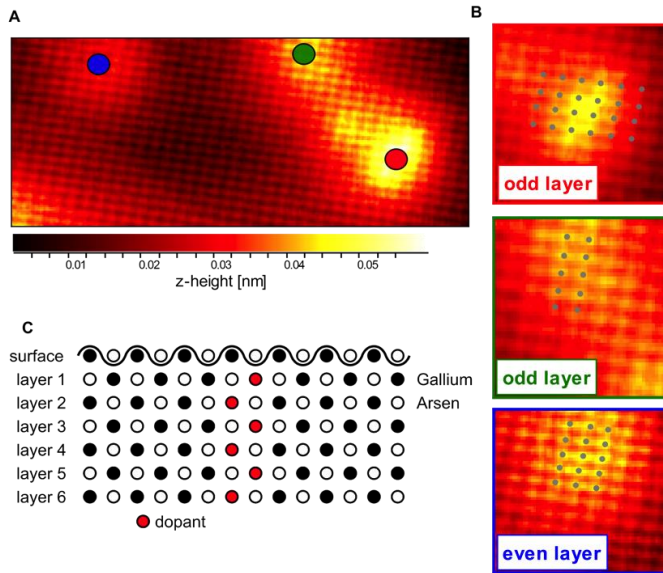 A
B
0.01 0.02 0.03 0.04 0.05
z-height [nm]
odd layer
odd layer
even layer
C
surface
layer 1 Gallium
layer 2 Arsen
layer 3
layer 4
layer 5
layer 6
dopant